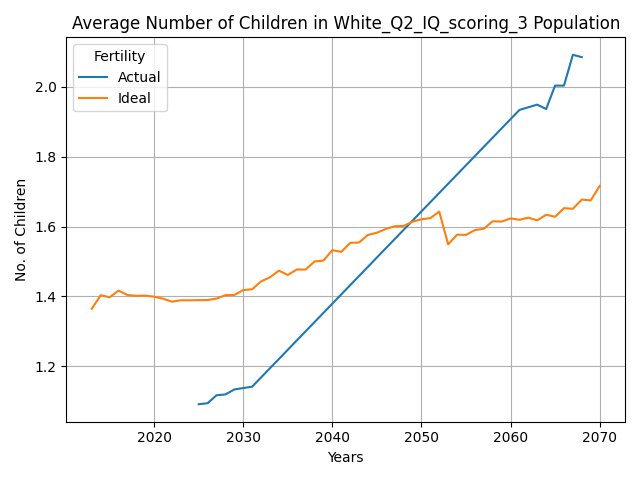 Average Number of Children in White_Q2_IQ_scoring_3 Population
Fertility
Actual
Ideal
No. of Children
2.0
1.8
1.6
1.4
1.2
2020 2030 2040 2050 2060 2070
Years